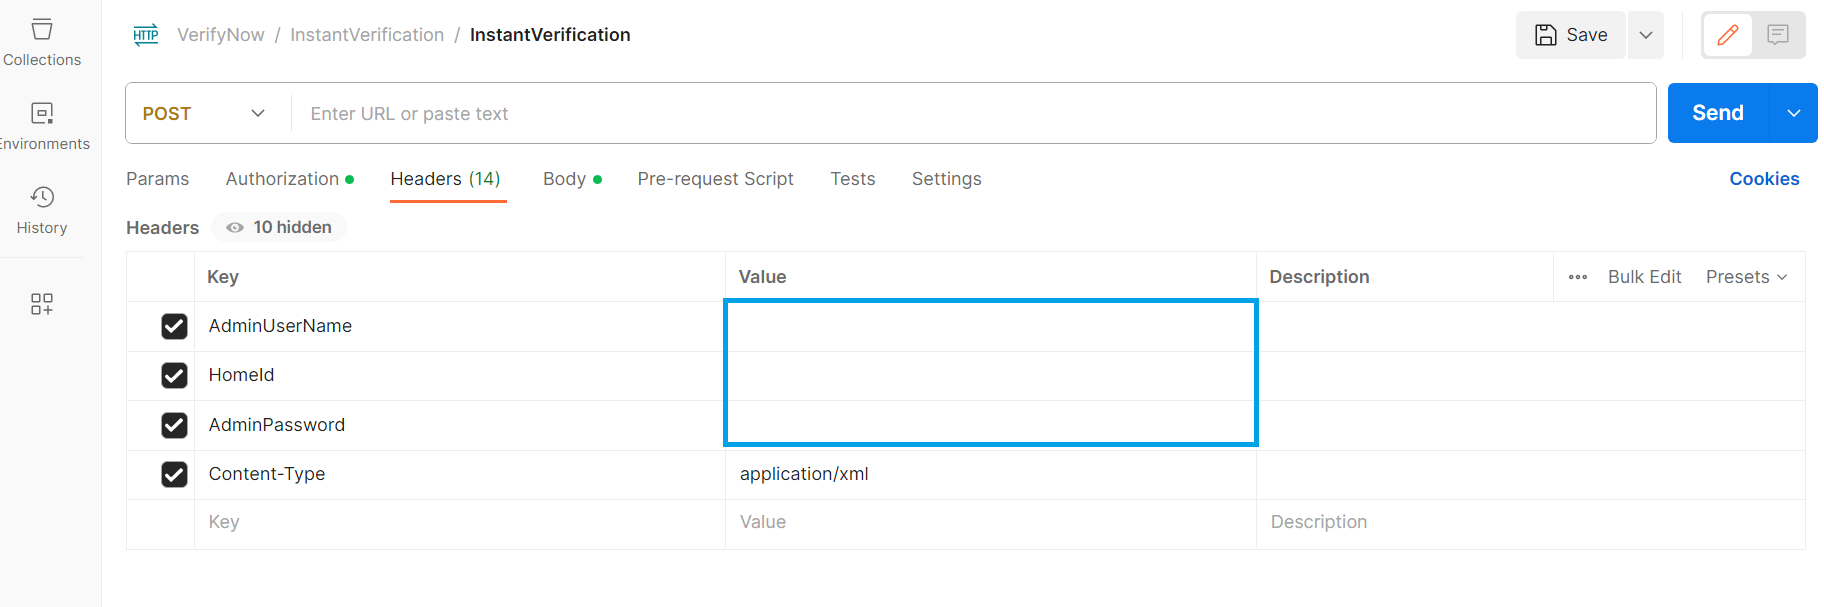 Collections
Environments
History
HTTP VerifyNow / InstantVerification / InstantVerification
Save
POST Enter URL or paste text Send
Params Authorization Headers (14) Body Pre-request Script Tests Settings Cookies
Headers 10 hidden
Key Value Description ••• Bulk Edit Presets
AdminUserName
HomeId
AdminPassword
Content-Type application/xml
Key Value Description